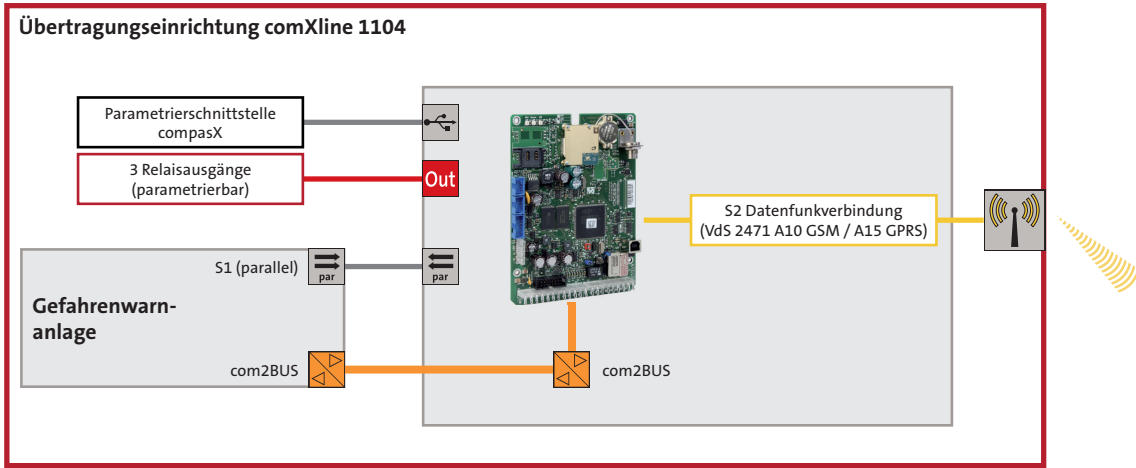 Übertragungseinrichtung comXline 1104
Parametrierschnittstelle
compasX
3 Relaisausgänge
(parametrierbar)
Out
S2 Datenfunkverbindung
(VdS 2471 A10 GSM / A15 GPRS)
S1 (parallel)
par
par
Gefahrenwarn-
anlage
com2BUS
com2BUS